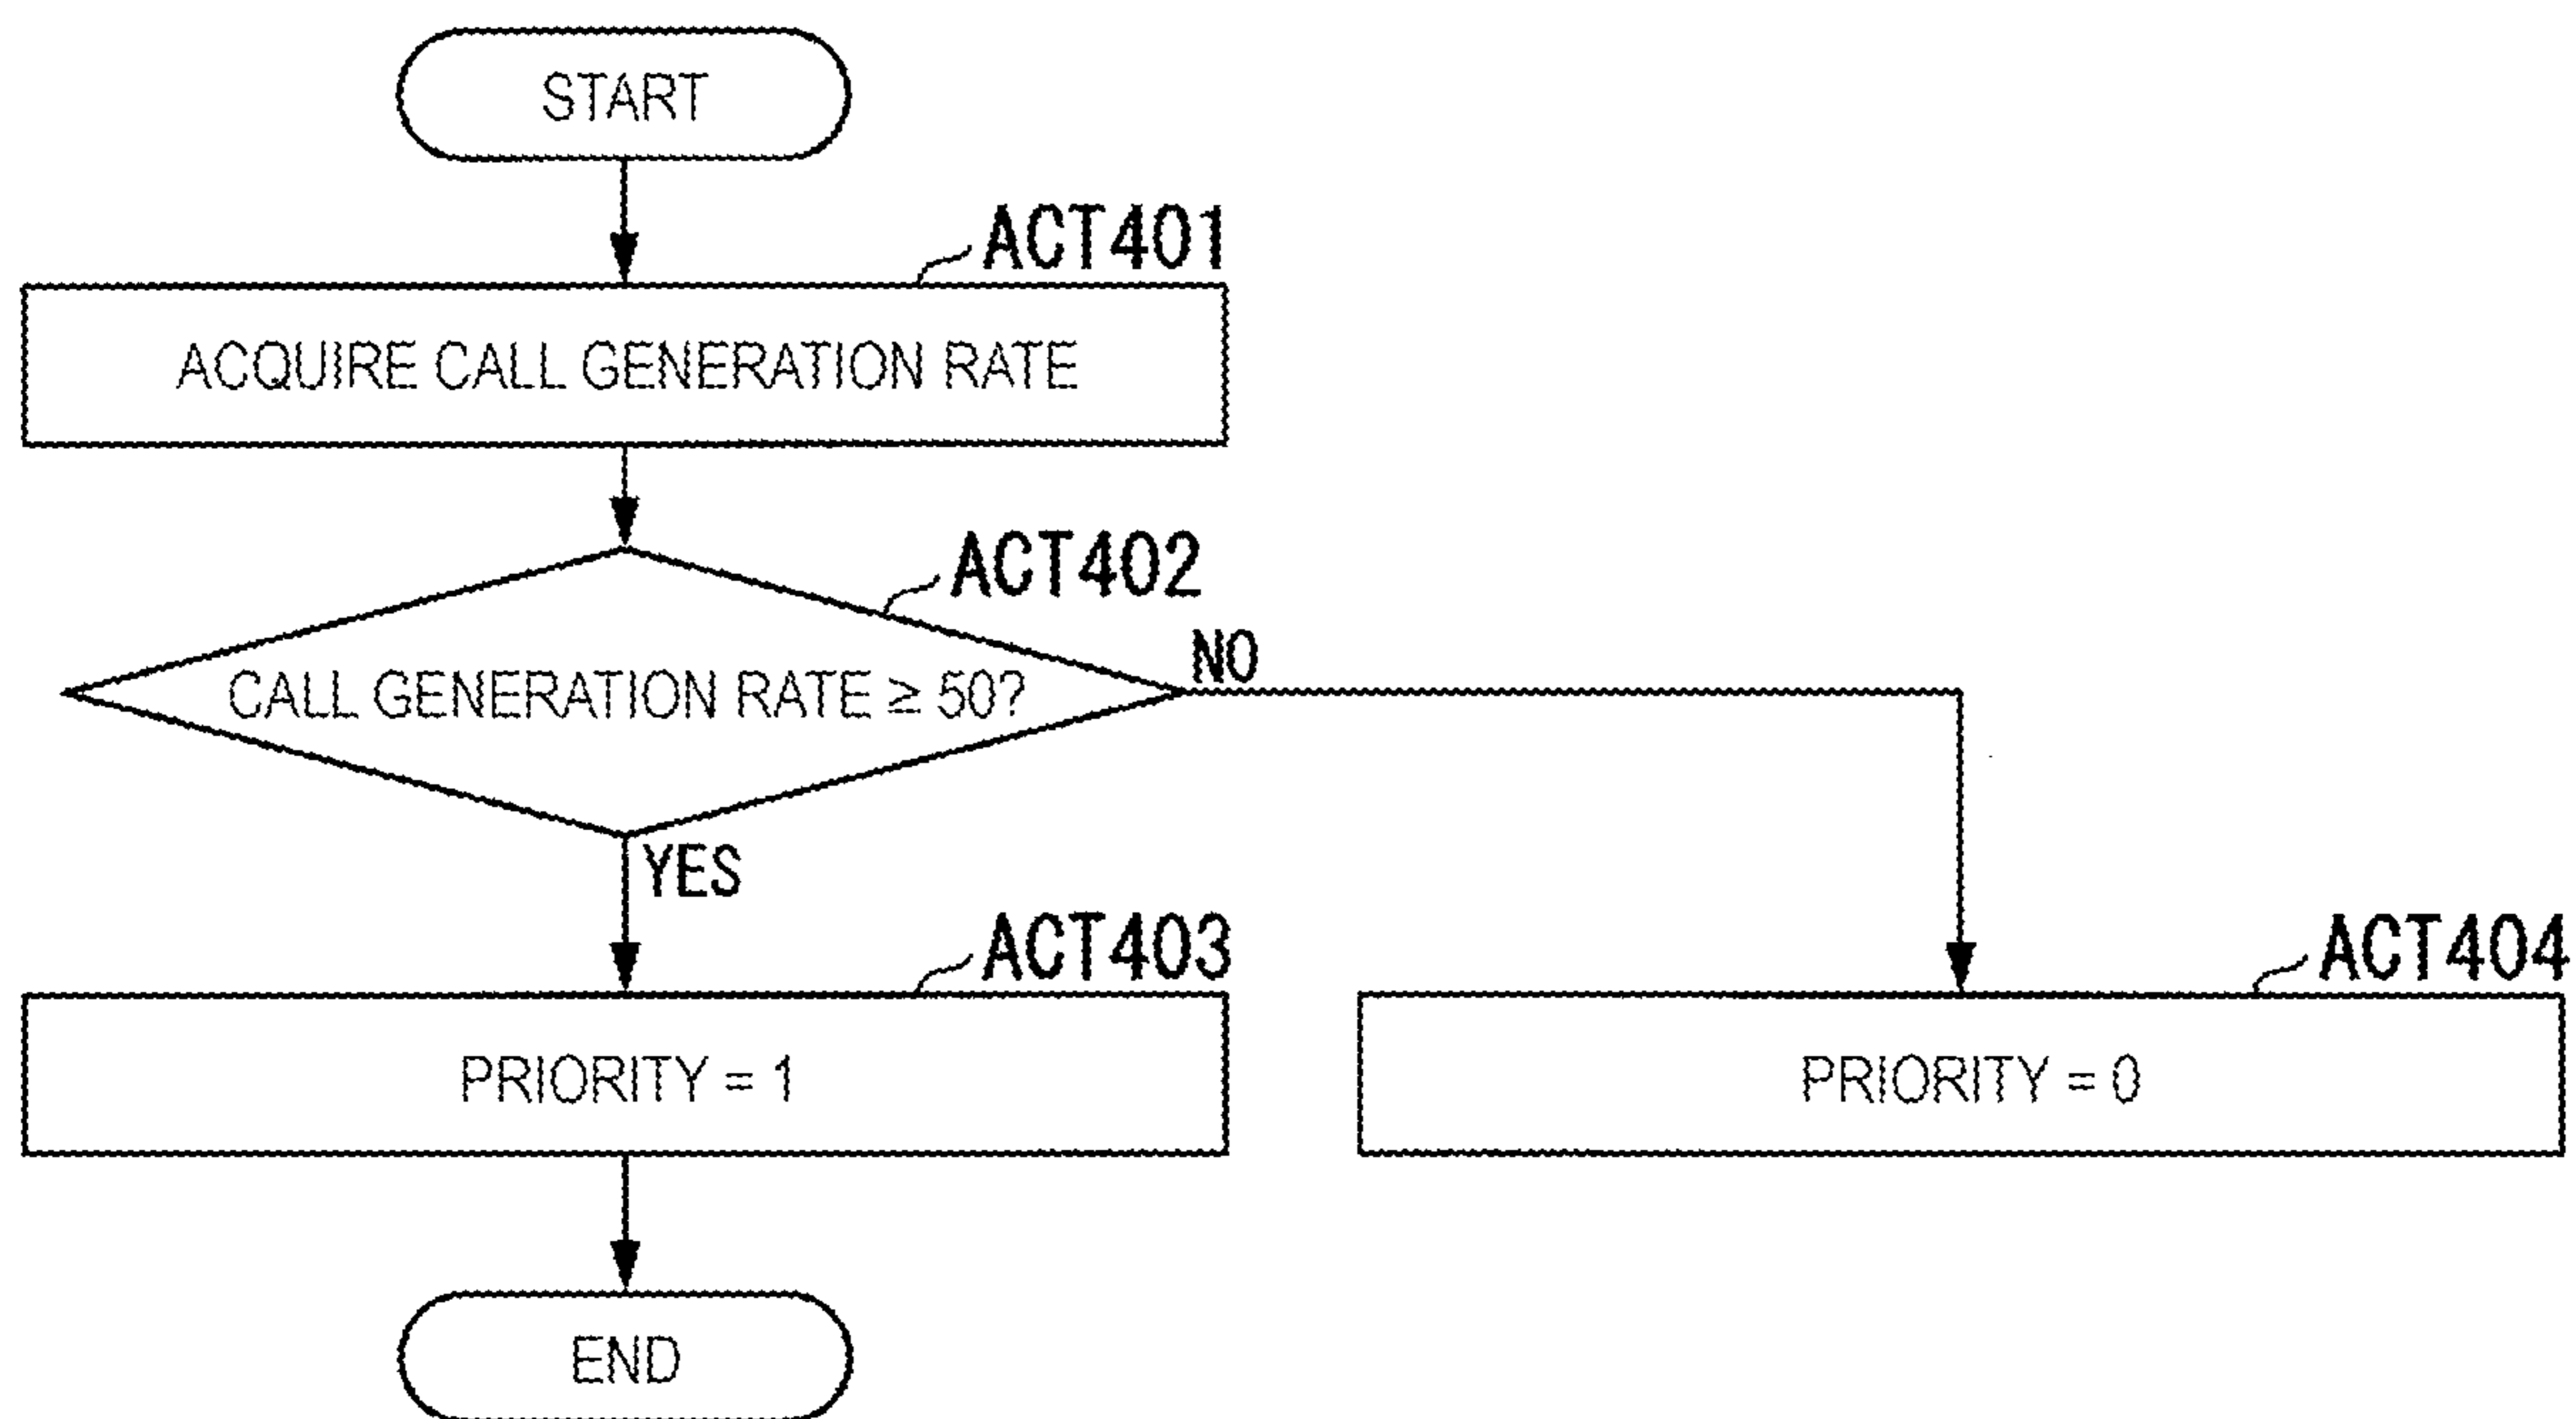 START
ACT401
ACQUIRE CALL GENERATION RATE
ACT402
NO
CALL GENERATION RATE ≥ 50?
YES
ACT403
ACT404
PRIORITY = 1
PRIORITY = 0
END